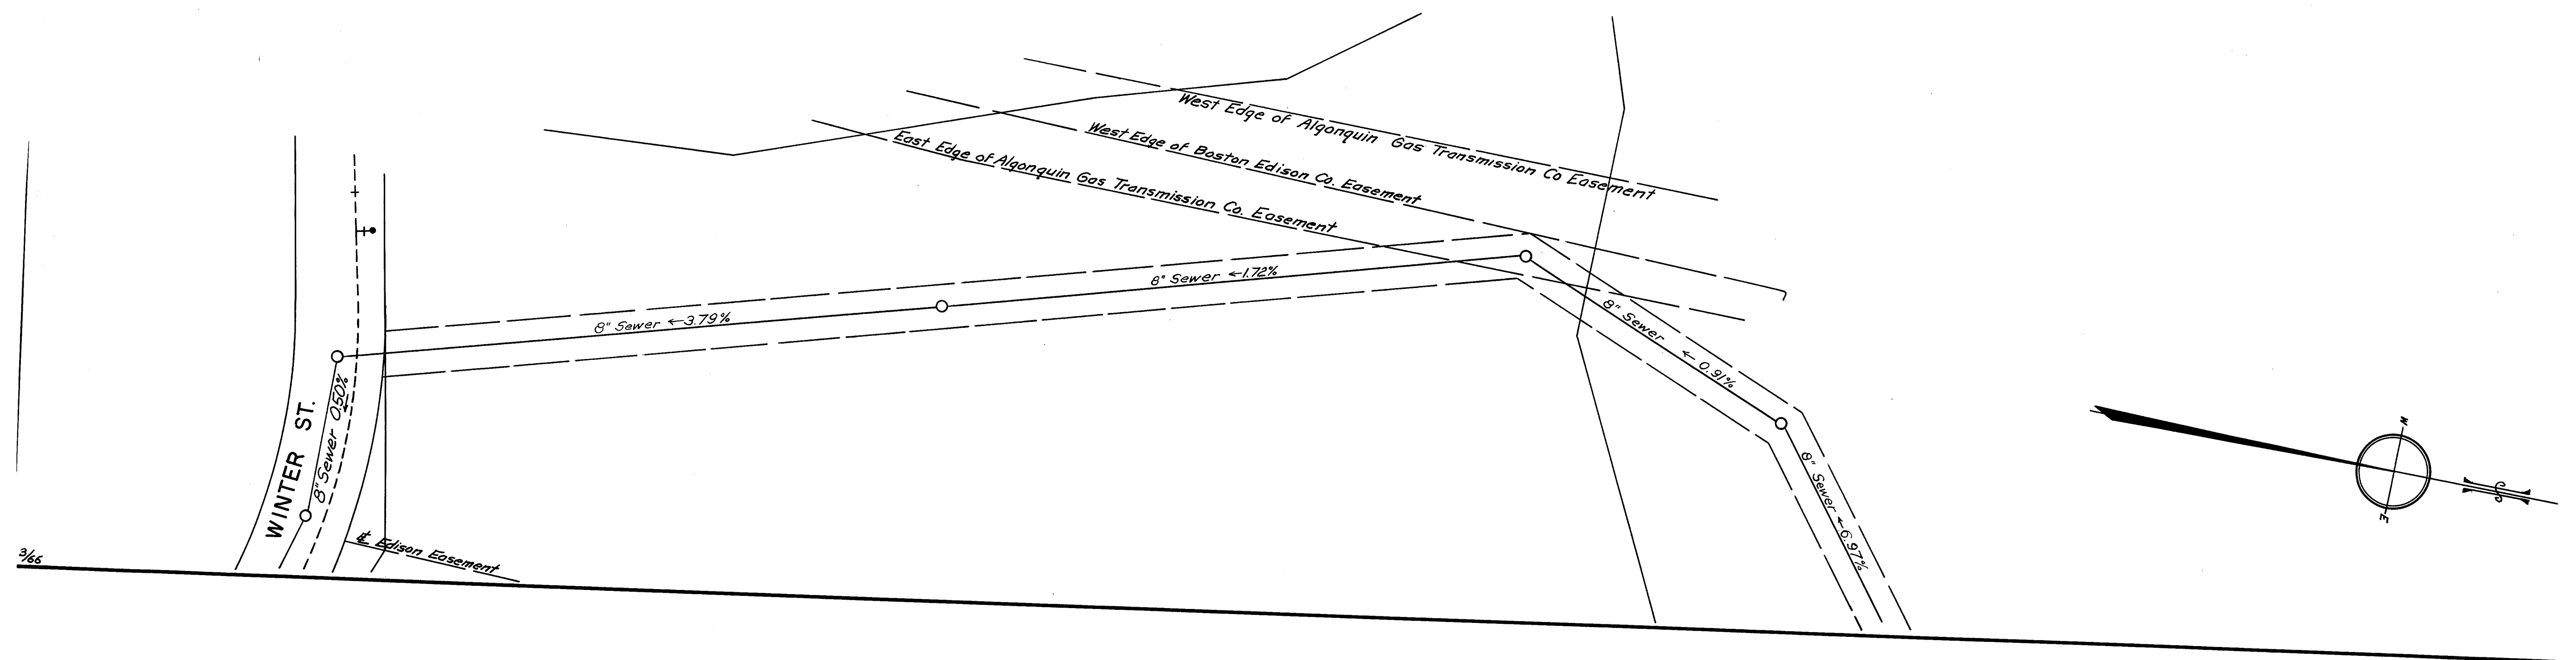 West Edge of Algonquin Gas Transmission Co Easement
West Edge of Boston Edison Co. Easement
East Edge of Algonquin Gas Transmission Co. Easement
8" Sewer ←1.72%
8" Sewer ←3.79%
8" Sewer ← 0.91%
8" Sewer 0.50% ←
WINTER ST.
8" Sewer ←6.97%
℄ Edison Easement
3/66
W
E
S